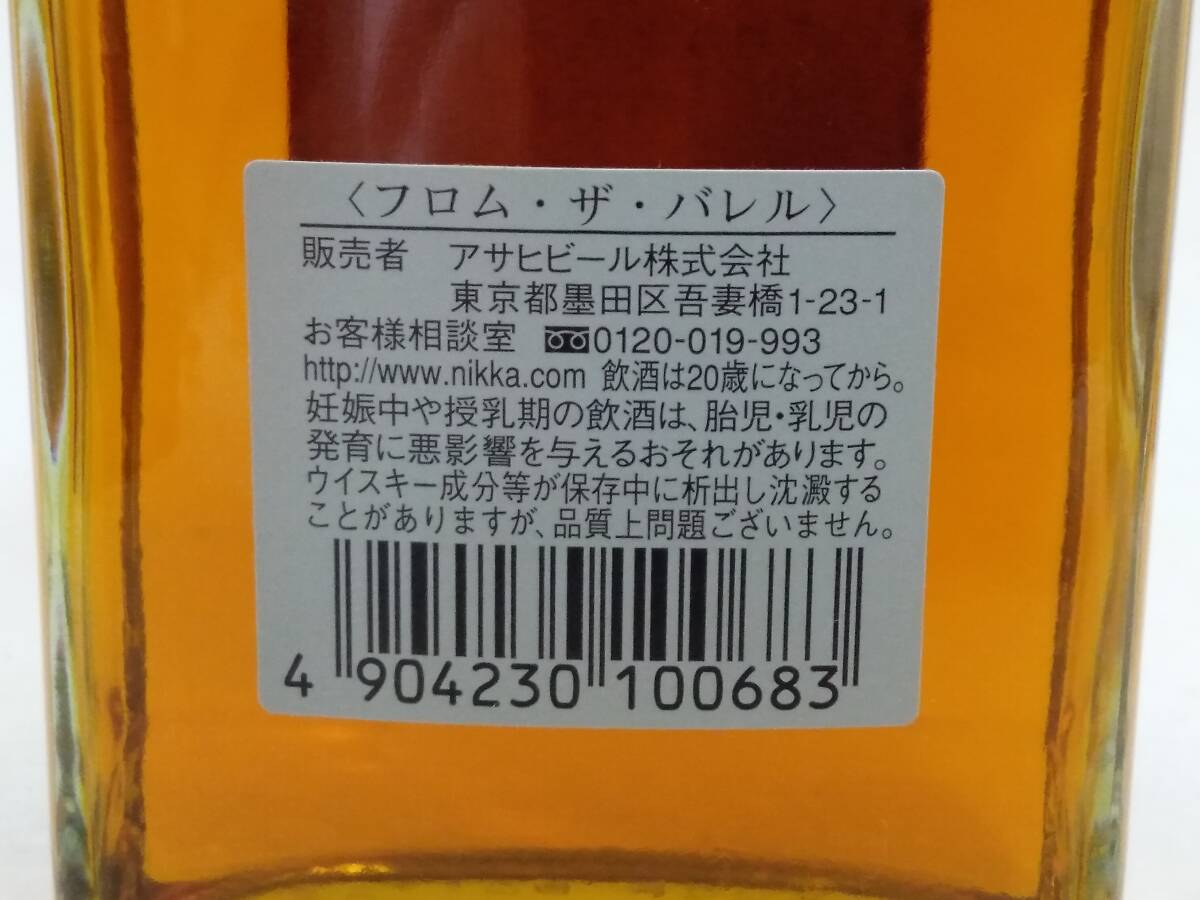 〈フロム・ザ・バレル〉
販売者 アサヒビール株式会社
東京都墨田区吾妻橋1-23-1
お客様相談室 0120-019-993
http://www.nikka.com 飲酒は20歳になってから。
妊娠中や授乳期の飲酒は、胎児・乳児の
発育に悪影響を与えるおそれがあります。
ウイスキー成分等が保存中に析出し沈澱する
ことがありますが、品質上問題ございません。
4 904230 100683